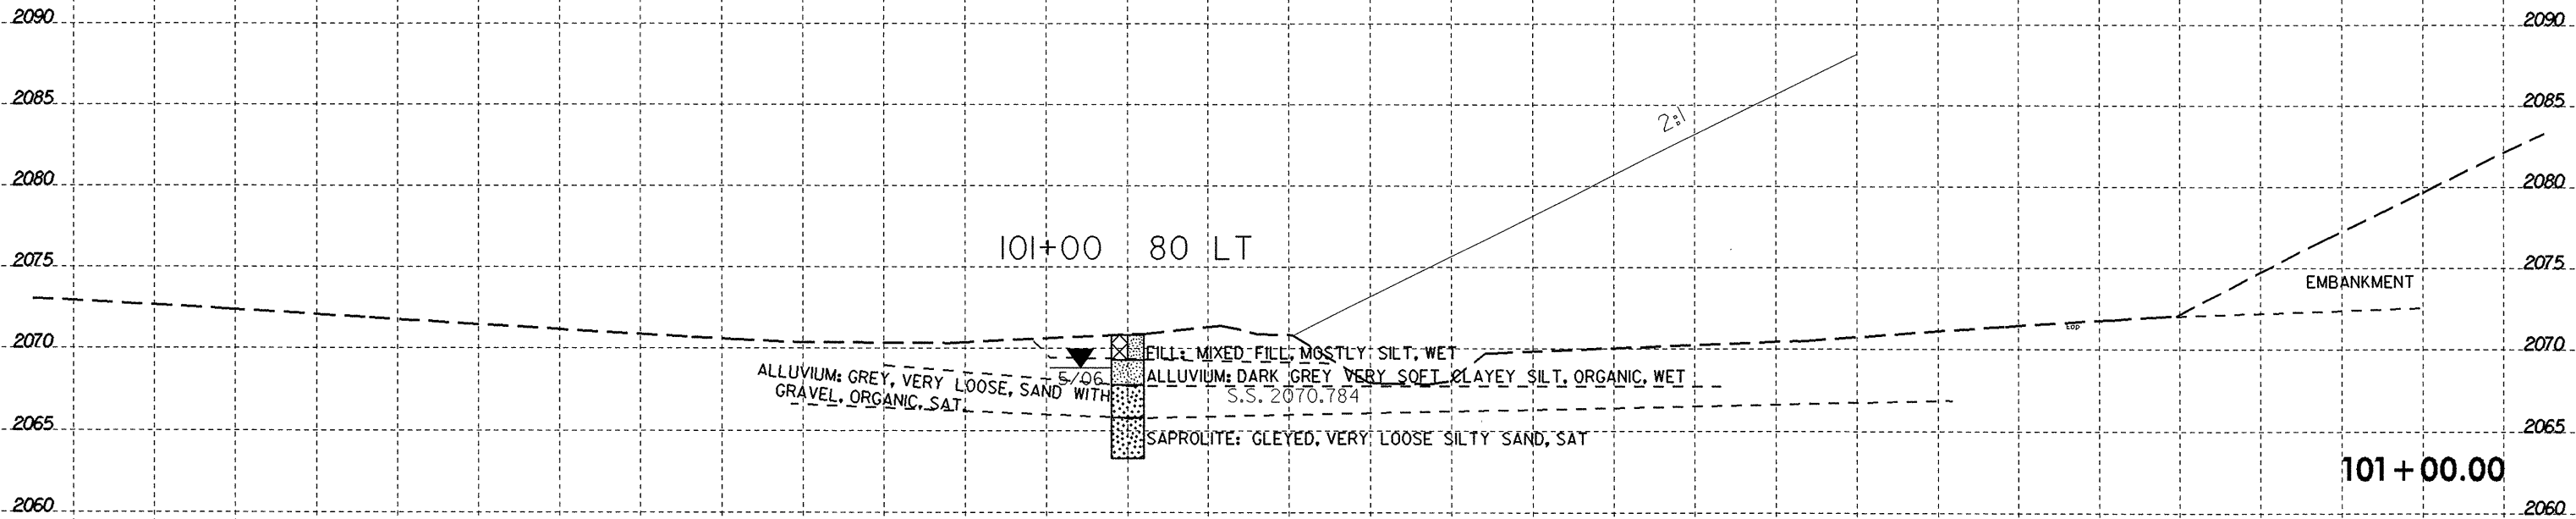 2090 2090
2085 2085
2:1
2080 2080
101+00 80 LT
2075 2075
EMBANKMENT
2070 2070
EOP
FILL: MIXED FILL, MOSTLY SILT, WET
5/06
ALLUVIUM: DARK GREY VERY SOFT CLAYEY SILT, ORGANIC, WET
ALLUVIUM: GREY, VERY LOOSE, SAND WITH
GRAVEL, ORGANIC, SAT.
S.S. 2070.784
2065 2065
SAPROLITE: GLEYED, VERY LOOSE SILTY SAND, SAT
101+00.00
2060 2060